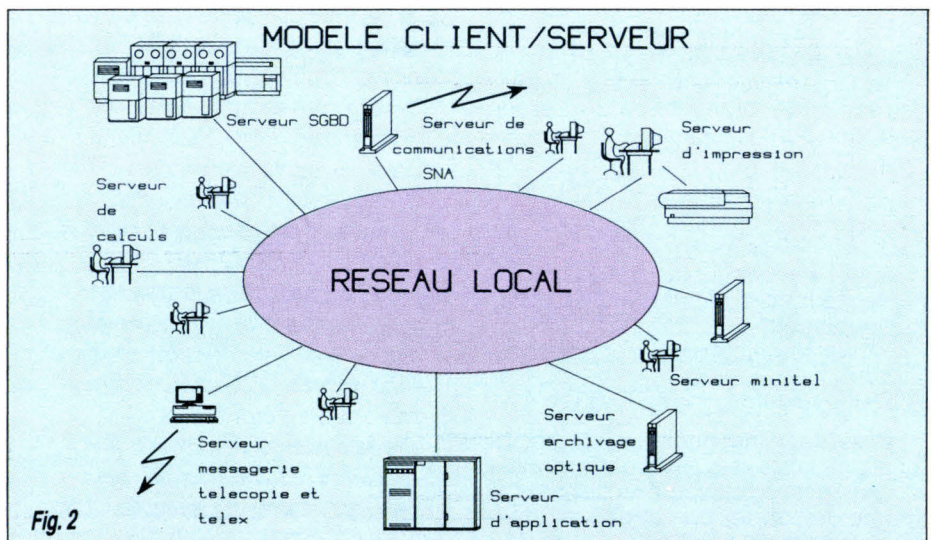 MODELE CLIENT/SERVEUR
Serveur SGBD
Serveur de
communications
SNA
Serveur
d'impression
Serveur
de
calculs
RESEAU LOCAL
Serveur minitel
Serveur
archivage
optique
Serveur
messagerie
telecopie et
telex
Serveur
d'application
Fig. 2